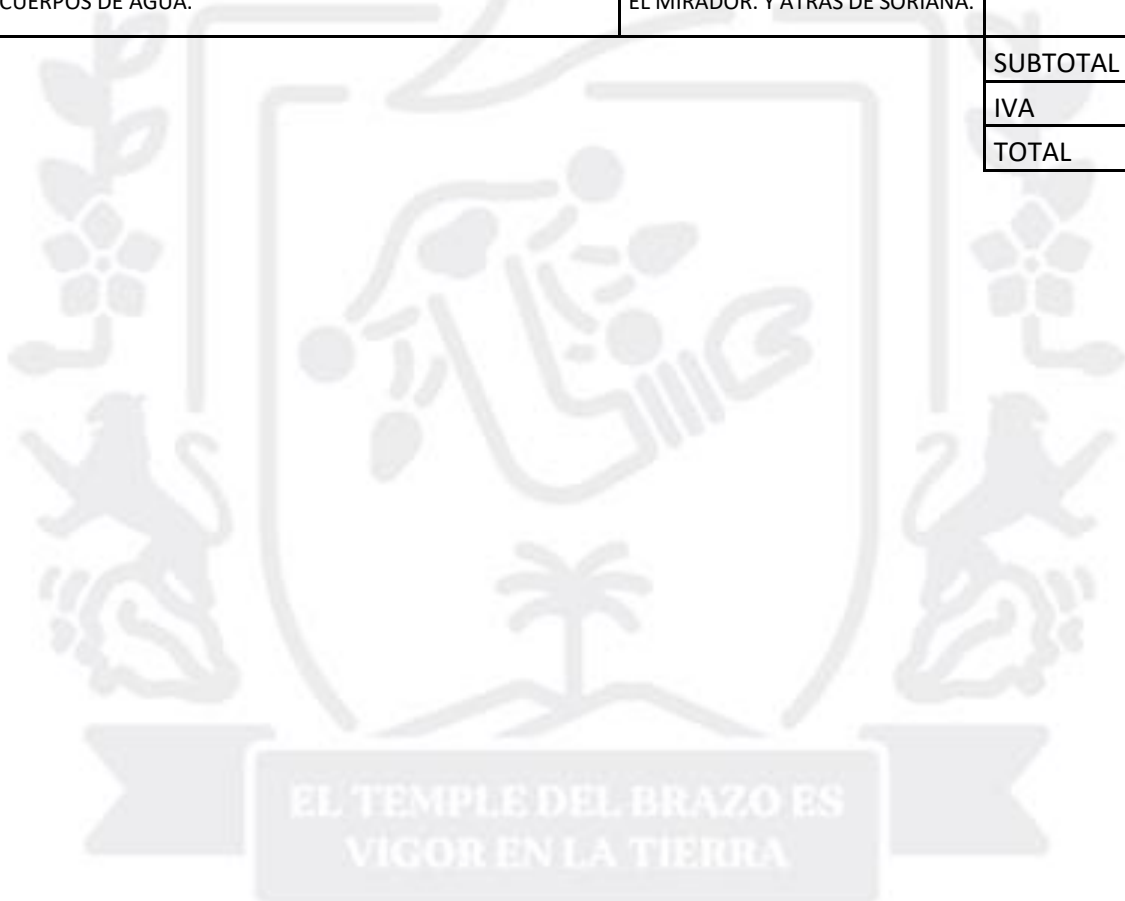 CUERPOS DE AGUA.
EL MIRADOR. Y ATRÁS DE SORIANA.
SUBTOTAL
IVA
TOTAL
EL TEMPLE DEL BRAZO ES
VIGOR EN LA TIERRA